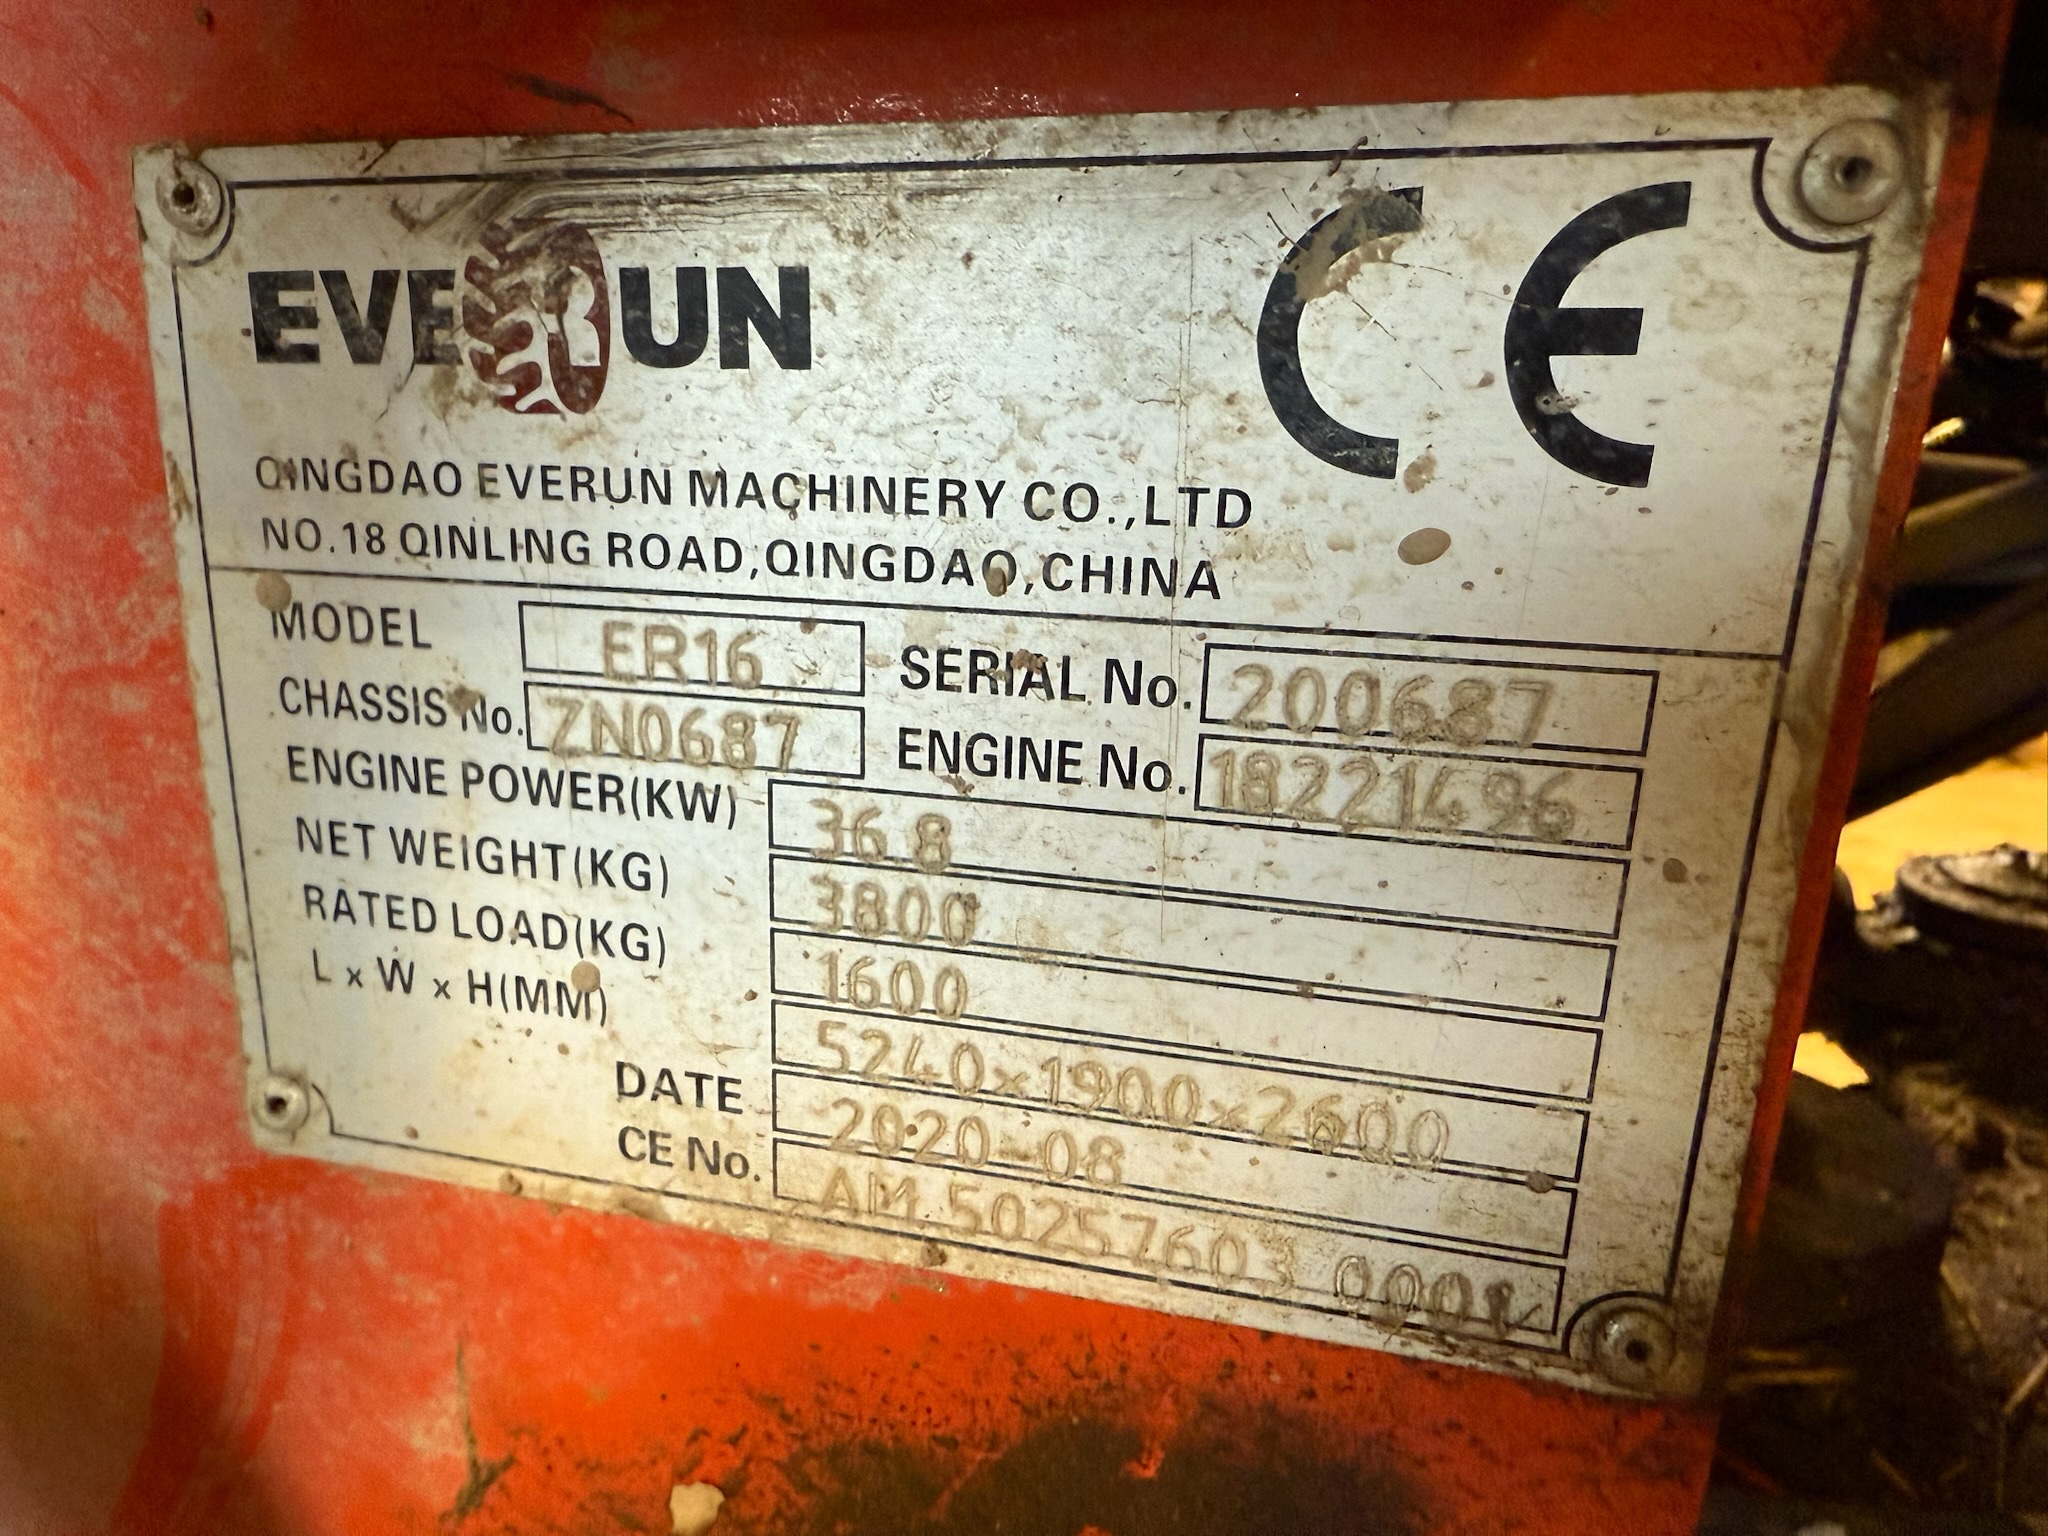 EVERUN CE
QINGDAO EVERUN MACHINERY CO.,LTD
NO.18 QINLING ROAD,QINGDAO,CHINA
MODEL ER16 SERIAL No. 200687
CHASSIS No. ZN0687 ENGINE No. 18221496
ENGINE POWER(KW) 36.8
NET WEIGHT(KG) 3800
RATED LOAD(KG) 1600
L x W x H(MM) 5240×1900×2600
DATE 2020-08
CE No. AM 50257603 0001